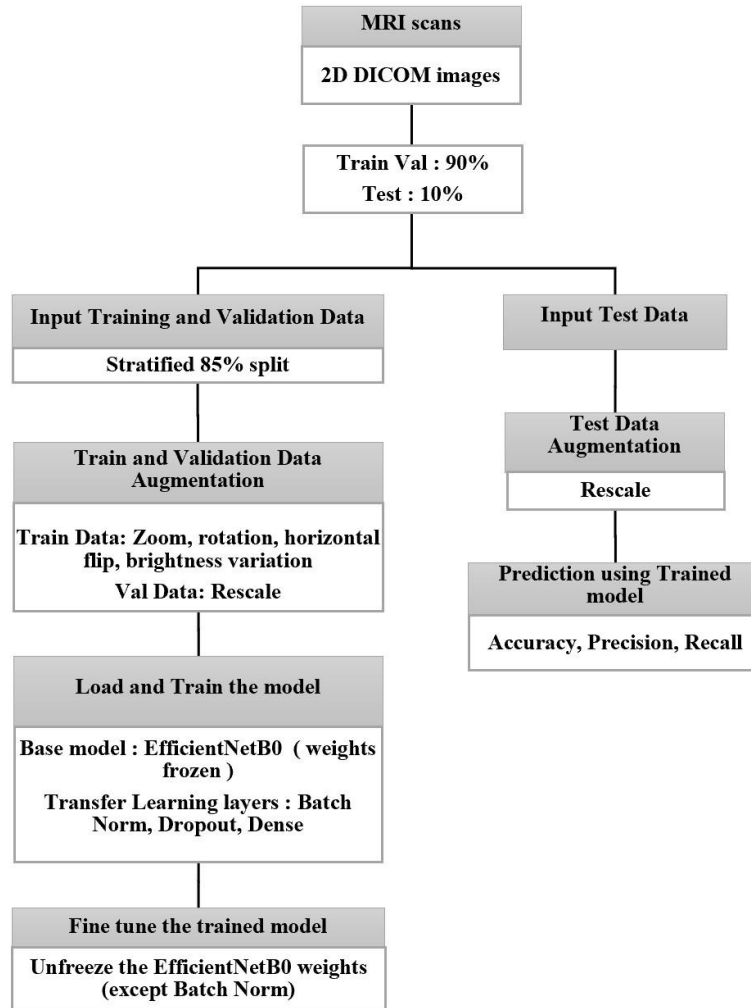 MRI scans
2D DICOM images
Train Val : 90%
Test : 10%
Input Training and Validation Data
Stratified 85% split
Train and Validation Data
Augmentation
Train Data: Zoom, rotation, horizontal
flip, brightness variation
Val Data: Rescale
Load and Train the model
Base model : EfficientNetB0 ( weights
frozen )
Transfer Learning layers : Batch
Norm, Dropout, Dense
Fine tune the trained model
Unfreeze the EfficientNetB0 weights
(except Batch Norm)
Input Test Data
Test Data
Augmentation
Rescale
Prediction using Trained
model
Accuracy, Precision, Recall